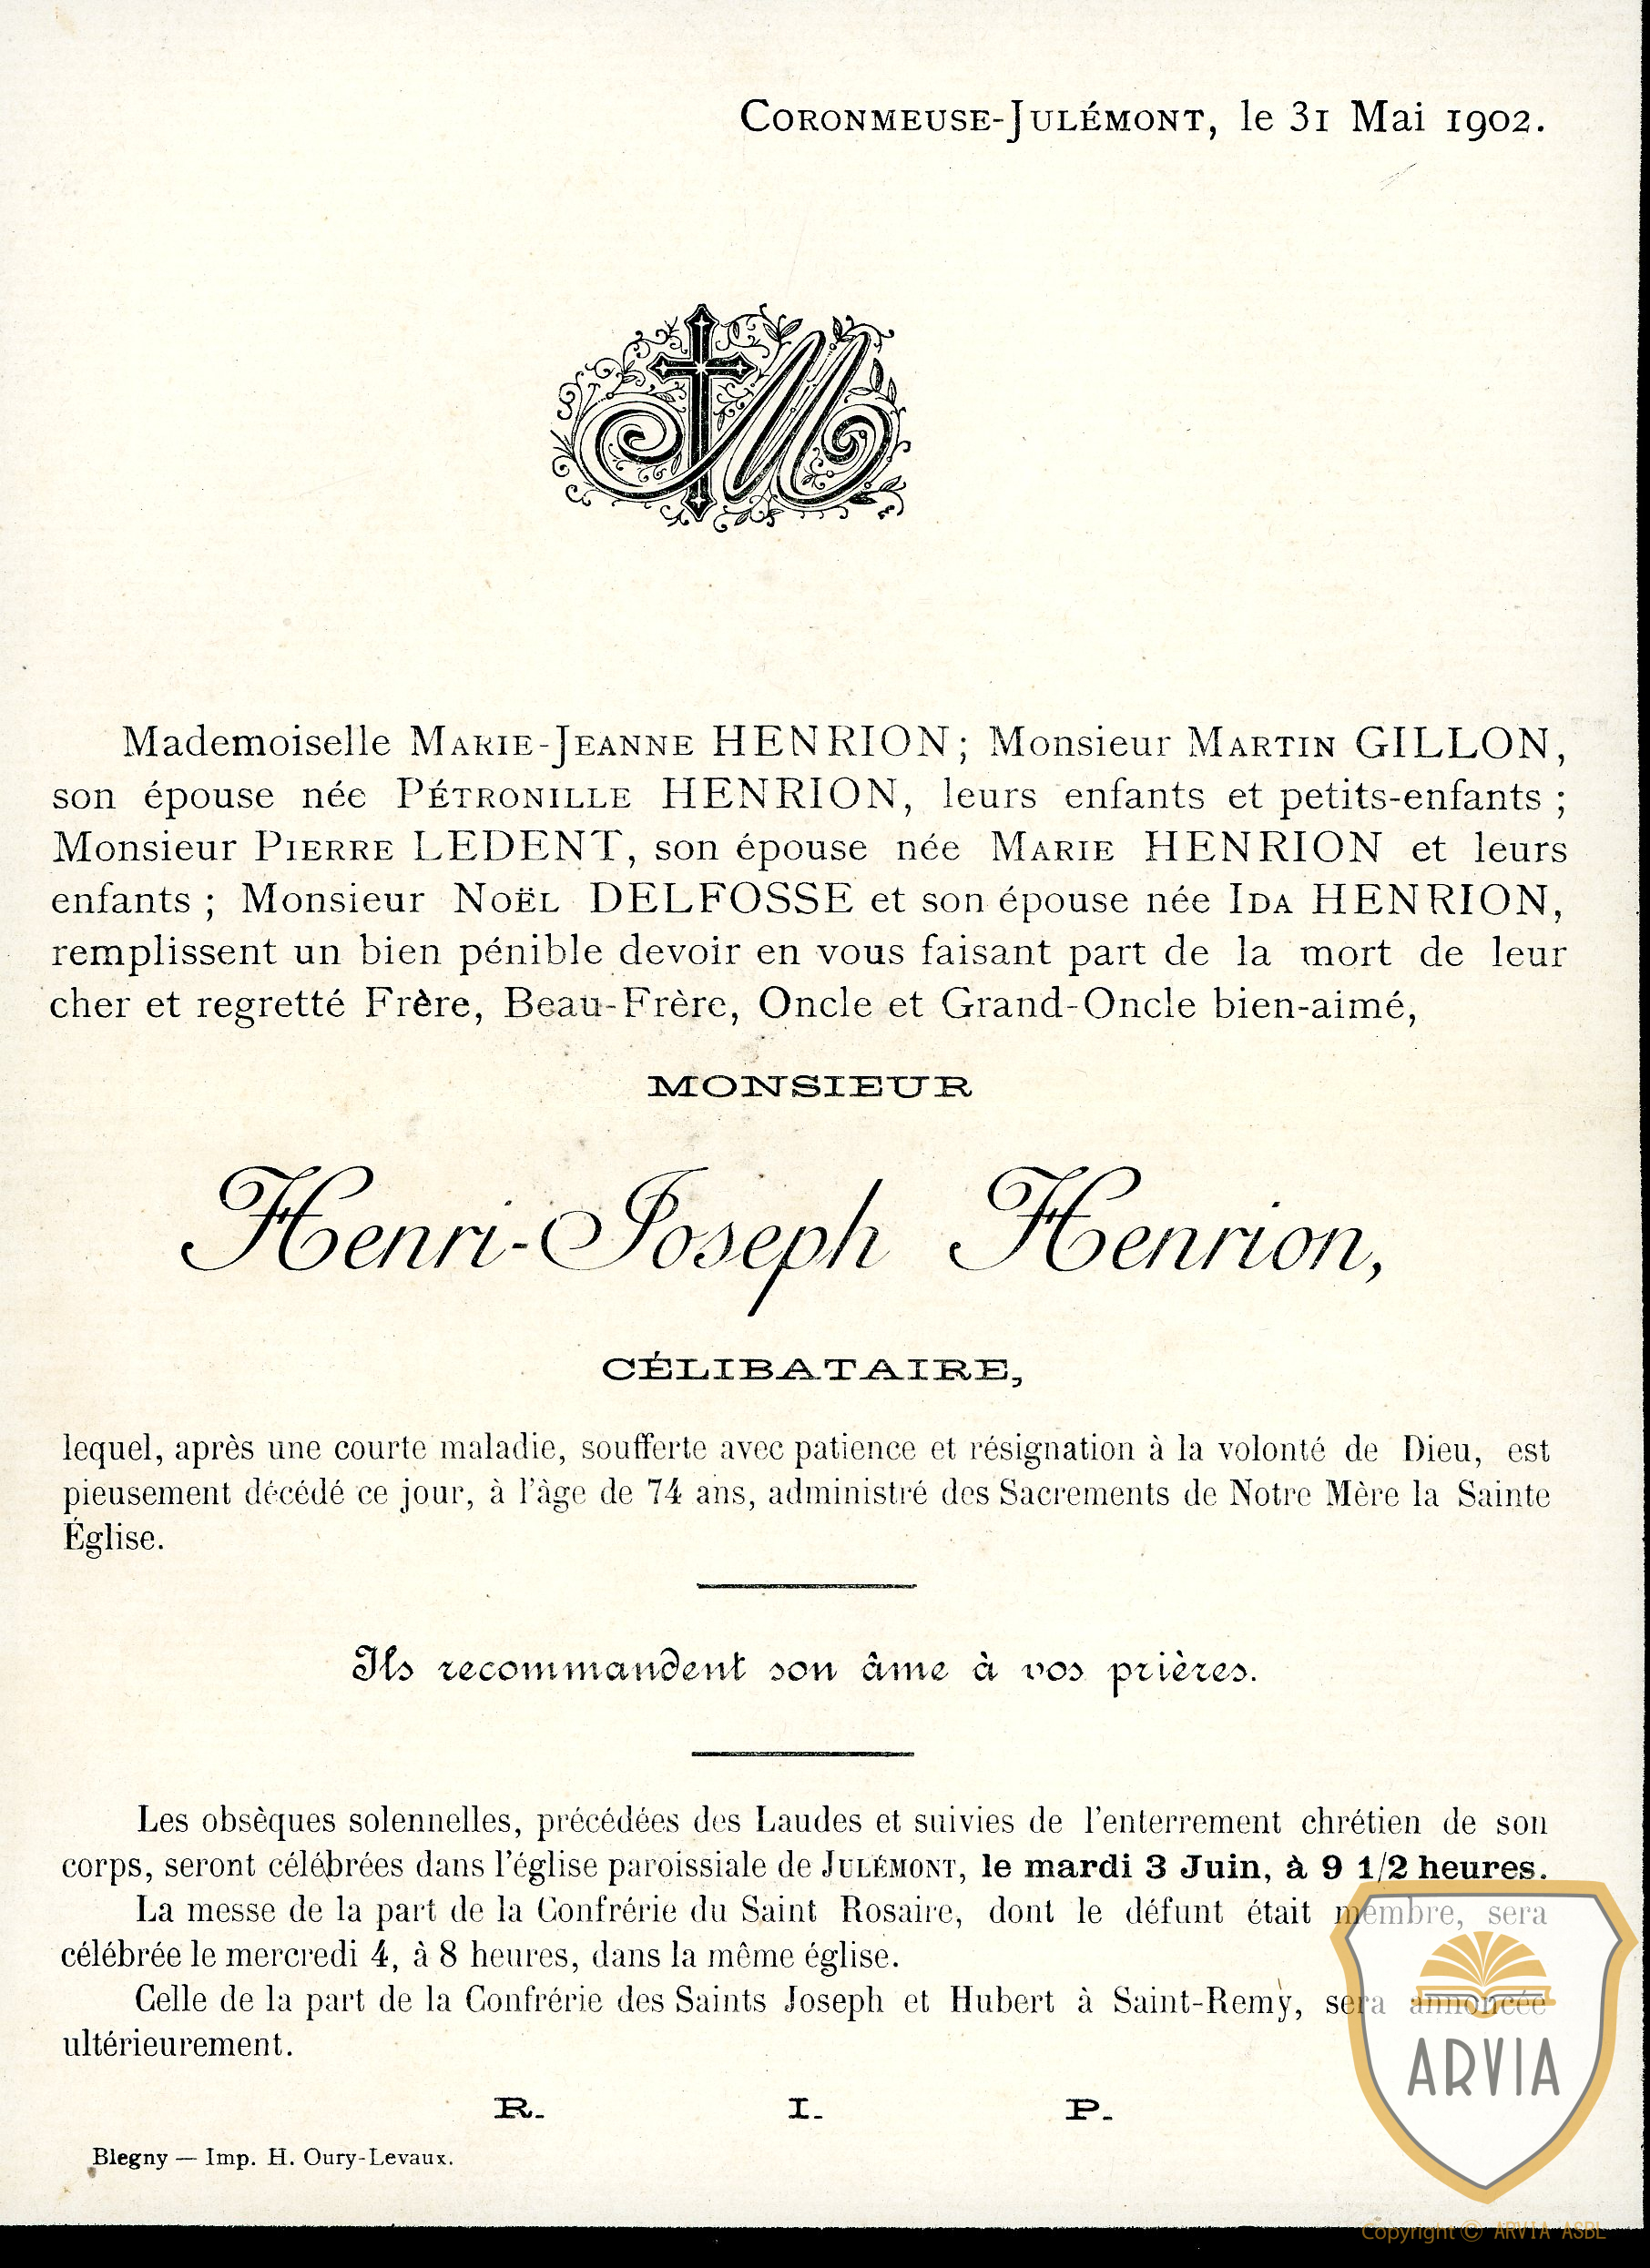 Coronmeuse-Julémont, le 31 Mai 1902.
M
Mademoiselle Marie-Jeanne HENRION; Monsieur Martin GILLON,
son épouse née Pétronille HENRION, leurs enfants et petits-enfants ;
Monsieur Pierre LEDENT, son épouse née Marie HENRION et leurs
enfants ; Monsieur Noël DELFOSSE et son épouse née Ida HENRION,
remplissent un bien pénible devoir en vous faisant part de la mort de leur
cher et regretté Frère, Beau-Frère, Oncle et Grand-Oncle bien-aimé,
MONSIEUR
Henri-Joseph Henrion,
CÉLIBATAIRE,
lequel, après une courte maladie, soufferte avec patience et résignation à la volonté de Dieu, est
pieusement décédé ce jour, à l'âge de 74 ans, administré des Sacrements de Notre Mère la Sainte
Église.
Ils recommandent son âme à vos prières.
Les obsèques solennelles, précédées des Laudes et suivies de l'enterrement chrétien de son
corps, seront célébrées dans l'église paroissiale de Julémont, le mardi 3 Juin, à 9 1/2 heures.
La messe de la part de la Confrérie du Saint Rosaire, dont le défunt était membre, sera
célébrée le mercredi 4, à 8 heures, dans la même église.
Celle de la part de la Confrérie des Saints Joseph et Hubert à Saint-Remy, sera annoncée
ultérieurement.
R. I. P.
Blegny — Imp. H. Oury-Levaux.
ARVIA
Copyright © ARVIA ASBL